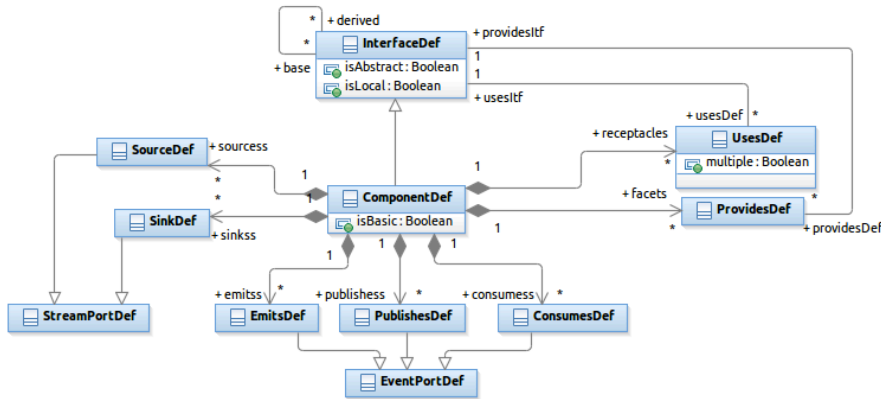 *
+ derived
*
+ base
InterfaceDef
isAbstract : Boolean
isLocal : Boolean
+ providesItf
1
1
+ usesItf
+ usesDef
*
SourceDef
+ sourcess
*
1
1
+ receptacles
*
UsesDef
multiple : Boolean
SinkDef
*
+ sinkss
1
ComponentDef
isBasic : Boolean
1
+ facets
*
ProvidesDef
*
+ providesDef
1
1
1
StreamPortDef
+ emitss
*
+ publishess
*
+ consumess
*
EmitsDef
PublishesDef
ConsumesDef
EventPortDef